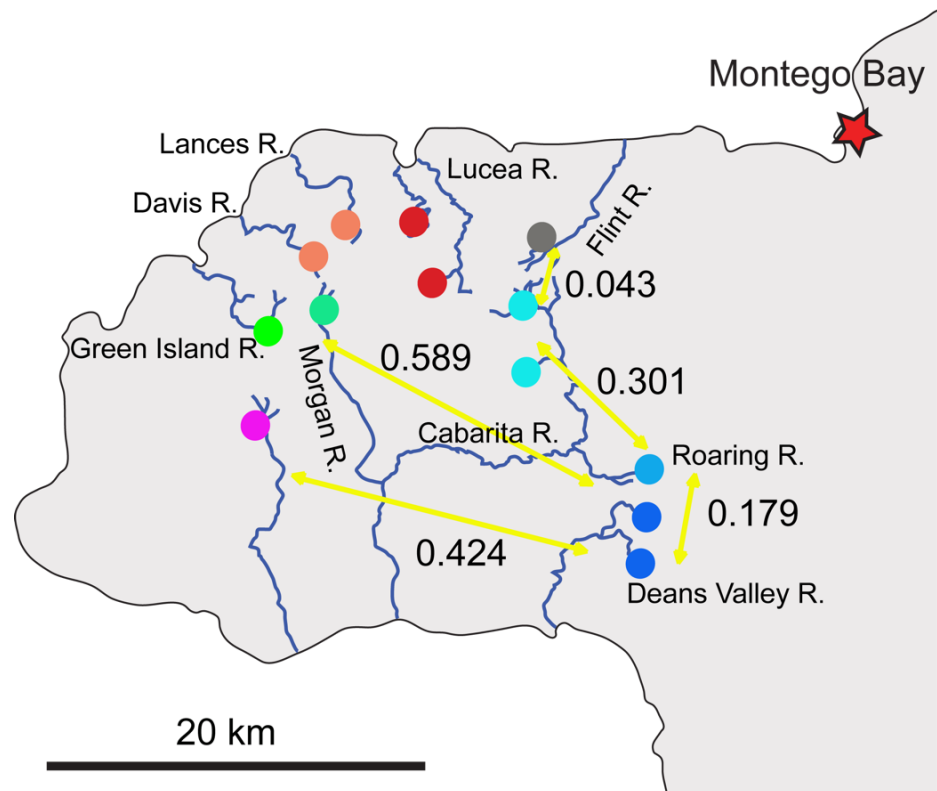 Montego Bay
Lances R.
Lucea R.
Davis R.
Flint R.
0.043
Green Island R.
0.589
Morgan R.
0.301
Cabarita R.
Roaring R.
0.179
0.424
Deans Valley R.
20 km